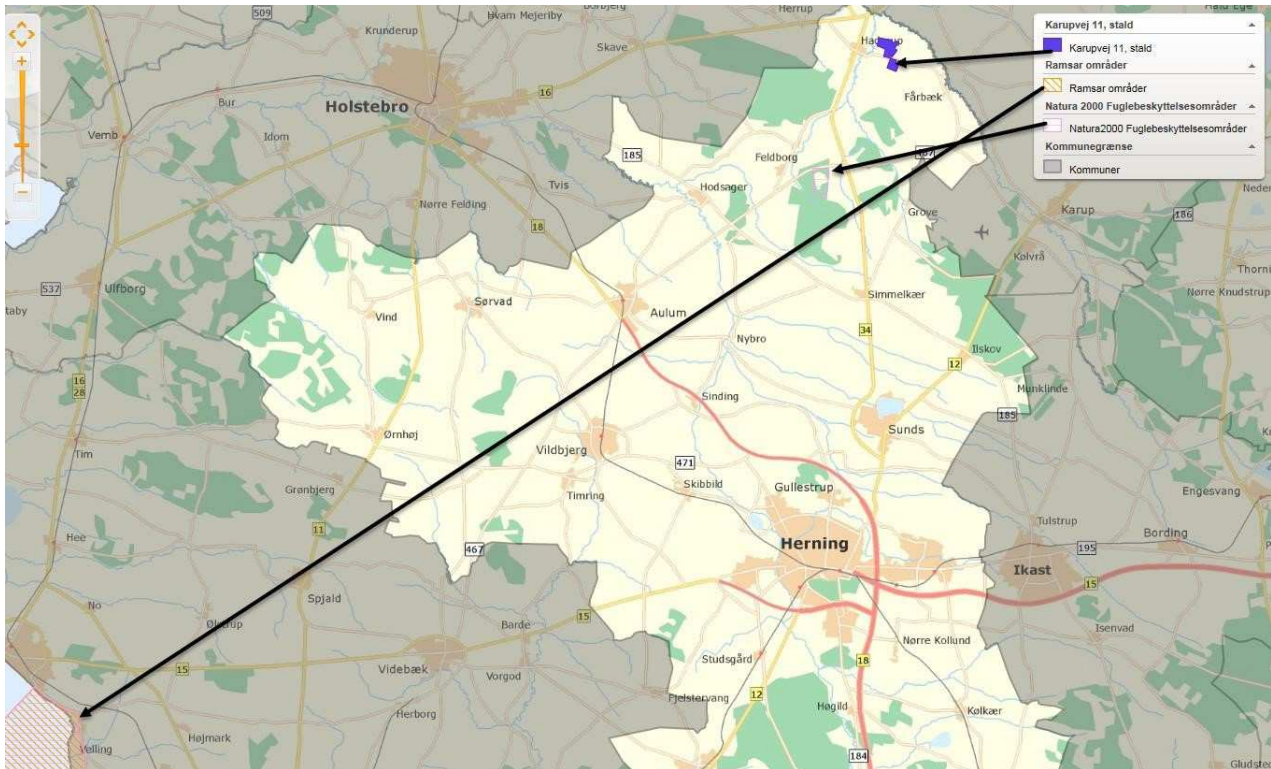 509
Hvam Mejeriby
Krunderup
Skave
Herrup
Karupvej 11, stald
Karupvej 11, stald
Ramsar områder
Ramsar områder
Natura 2000 Fuglebeskyttelsesområder
Natura2000 Fuglebeskyttelsesområder
Kommunegrænse
Kommuner
Fårbæk
Bur
Holstebro
16
Vemb
Idom
185
Feldborg
Tvis
Hodsager
Nørre Felding
Grove
Karup
186
18
Kølvrå
537
Ulfborg
Nørre Knudstrup
Sørvad
Simmelkær
Vind
Aulum
34
Nybro
Ilskov
12
16
28
Munklinde
Sinding
185
Ørnhøj
Sunds
Tim
Vildbjerg
471
Skibbild
Gullestrup
Grønbjerg
Timring
Engesvang
11
Tulstrup
Bording
Hee
467
Herning
195
Ikast
15
No
Spjald
Barde
15
Isenvad
Nørre Kollund
15
Videbæk
Studsgård
18
Vorgod
12
Fjelstervang
Herborg
Høgild
Kølkær
Højmark
Velling
184